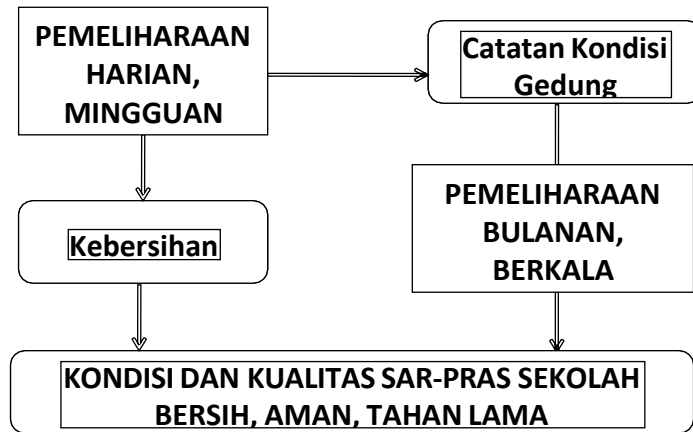 PEMELIHARAAN
HARIAN,
MINGGUAN
Catatan Kondisi
Gedung
Kebersihan
PEMELIHARAAN
BULANAN,
BERKALA
KONDISI DAN KUALITAS SAR-PRAS SEKOLAH
BERSIH, AMAN, TAHAN LAMA